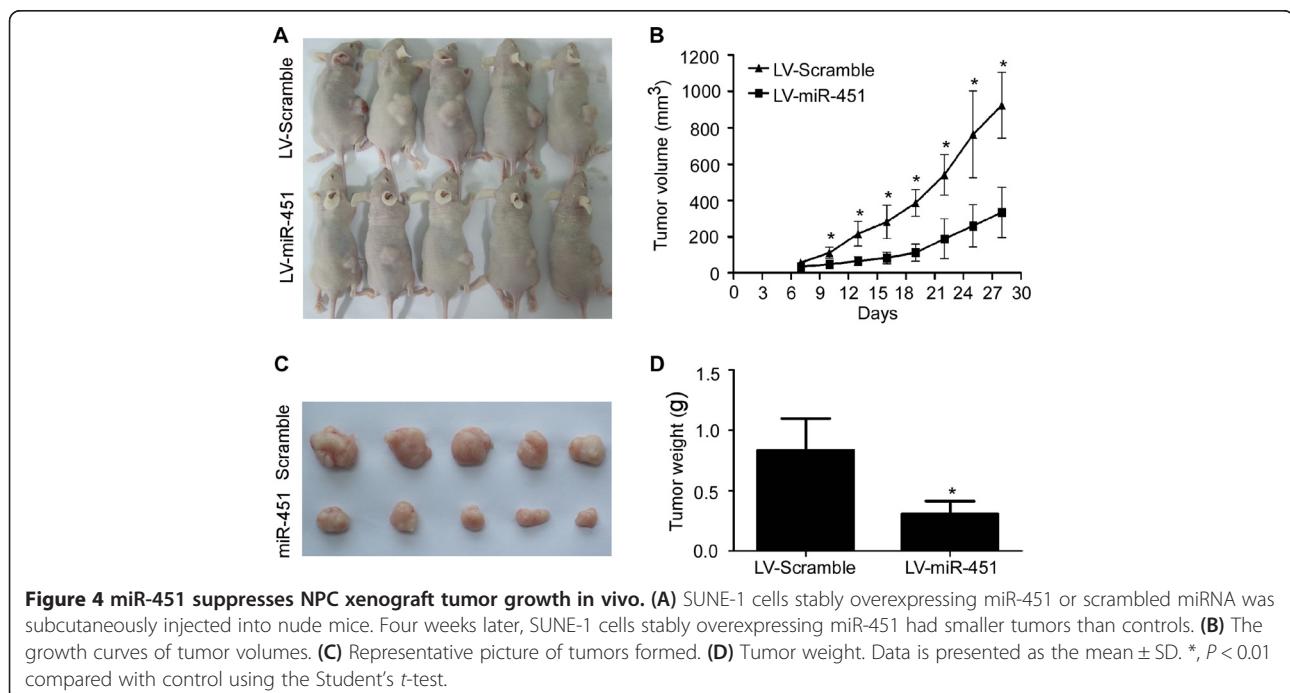 A
LV-Scramble
LV-miR-451
B
LV-Scramble
LV-miR-451
Tumor volume (mm³)
1200
1000
800
600
400
200
0
* * * * * * *
0 3 6 9 12 15 18 21 24 27 30
Days
C
Scramble
miR-451
D
Tumor weight (g)
1.5
1.0
0.5
0.0
*
LV-Scramble LV-miR-451
Figure 4 miR-451 suppresses NPC xenograft tumor growth in vivo. (A) SUNE-1 cells stably overexpressing miR-451 or scrambled miRNA was
subcutaneously injected into nude mice. Four weeks later, SUNE-1 cells stably overexpressing miR-451 had smaller tumors than controls. (B) The
growth curves of tumor volumes. (C) Representative picture of tumors formed. (D) Tumor weight. Data is presented as the mean ± SD. *, P < 0.01
compared with control using the Student's t-test.